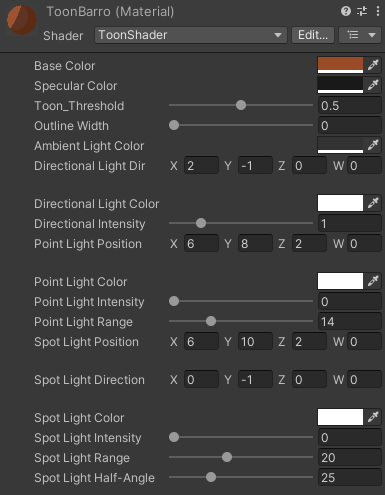 ToonBarro (Material)
Shader ToonShader Edit...
Base Color
Specular Color
Toon_Threshold 0.5
Outline Width 0
Ambient Light Color
Directional Light Dir X 2 Y -1 Z 0 W 0
Directional Light Color
Directional Intensity 1
Point Light Position X 6 Y 8 Z 2 W 0
Point Light Color
Point Light Intensity 0
Point Light Range 14
Spot Light Position X 6 Y 10 Z 2 W 0
Spot Light Direction X 0 Y -1 Z 0 W 0
Spot Light Color
Spot Light Intensity 0
Spot Light Range 20
Spot Light Half-Angle 25